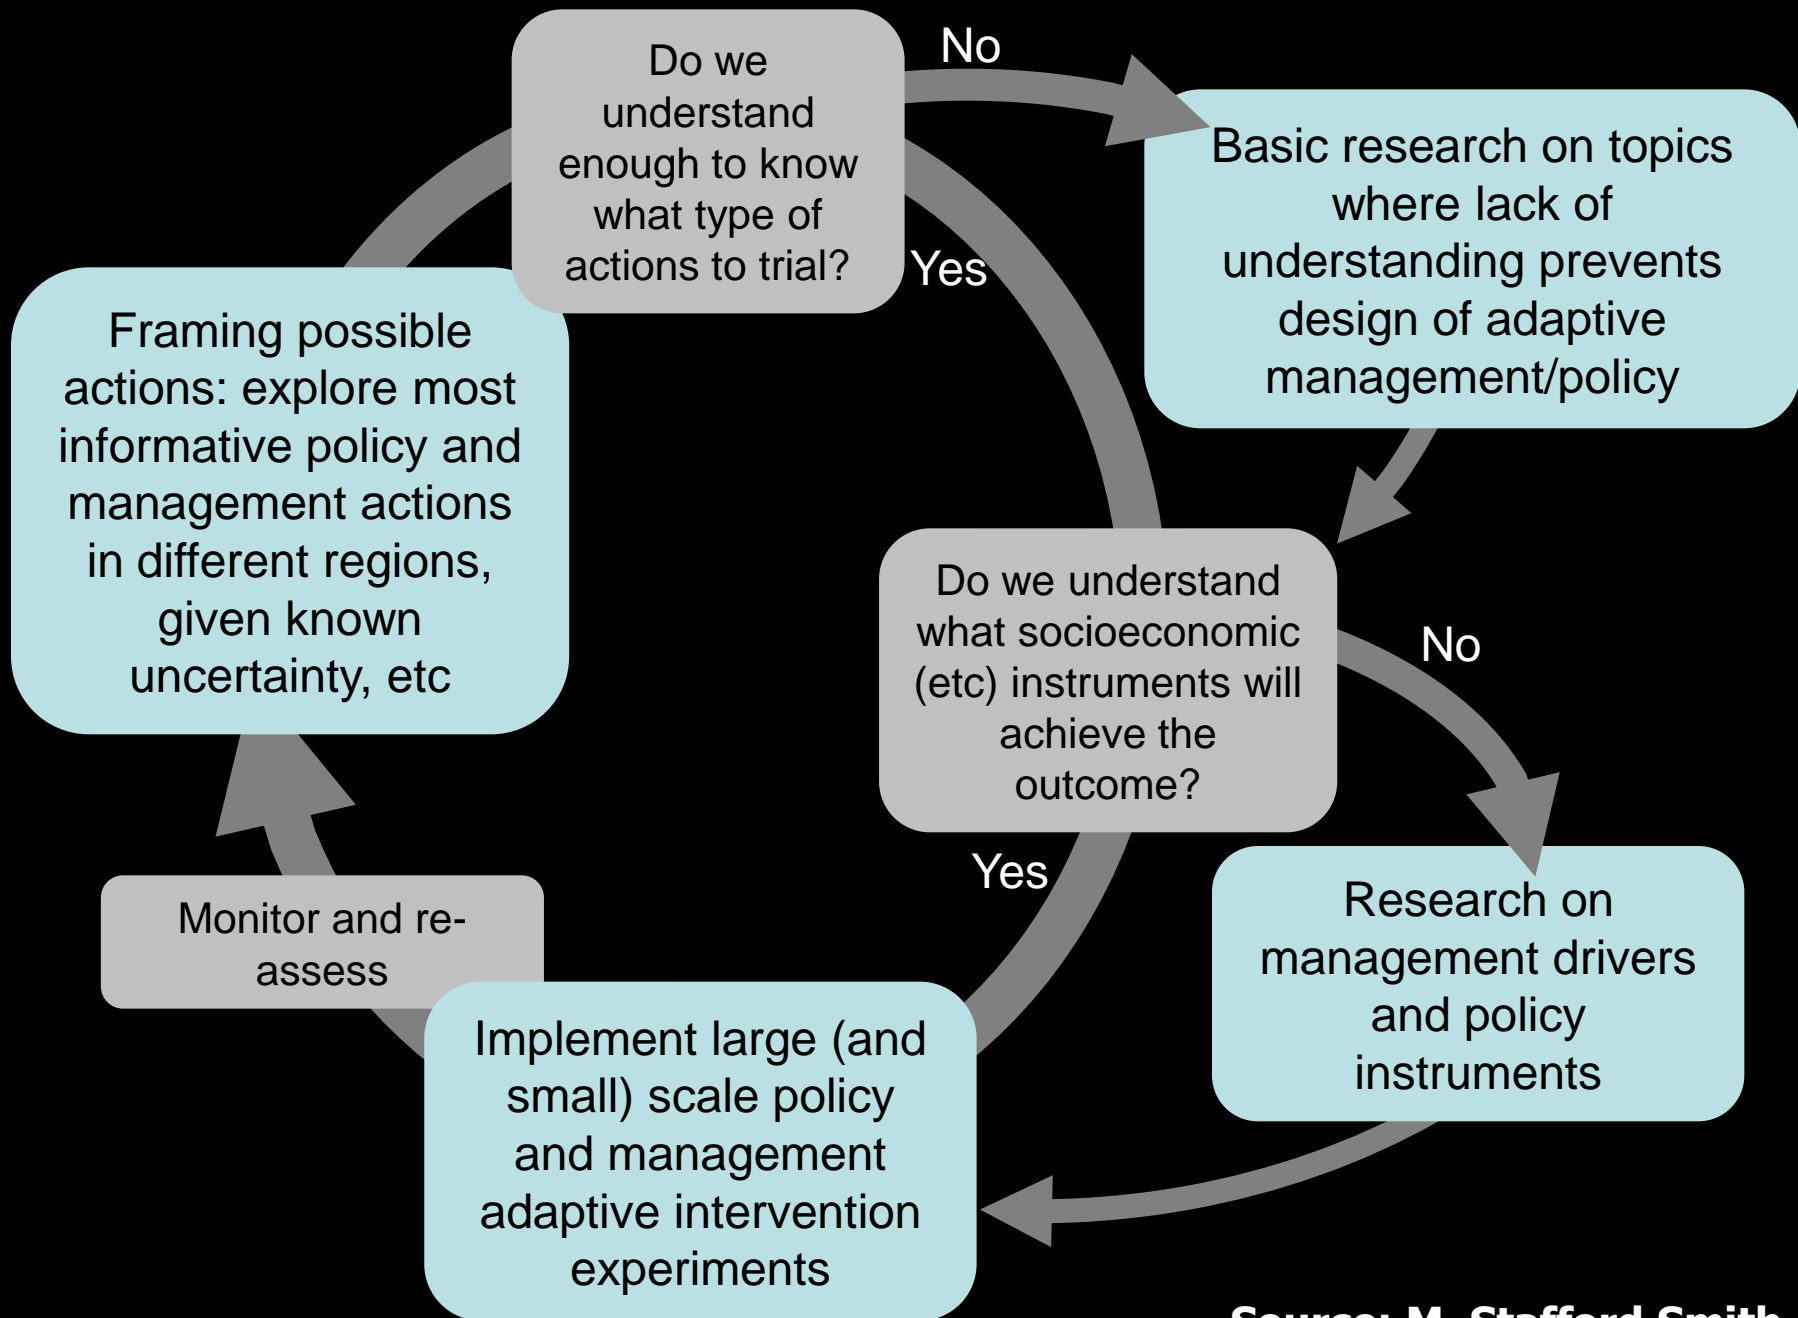 Do we
understand
enough to know
what type of
actions to trial?
No
Yes
Basic research on topics
where lack of
understanding prevents
design of adaptive
management/policy
Framing possible
actions: explore most
informative policy and
management actions
in different regions,
given known
uncertainty, etc
Do we understand
what socioeconomic
(etc) instruments will
achieve the
outcome?
No
Yes
Research on
management drivers
and policy
instruments
Monitor and re-
assess
Implement large (and
small) scale policy
and management
adaptive intervention
experiments
Source: M. Stafford Smith